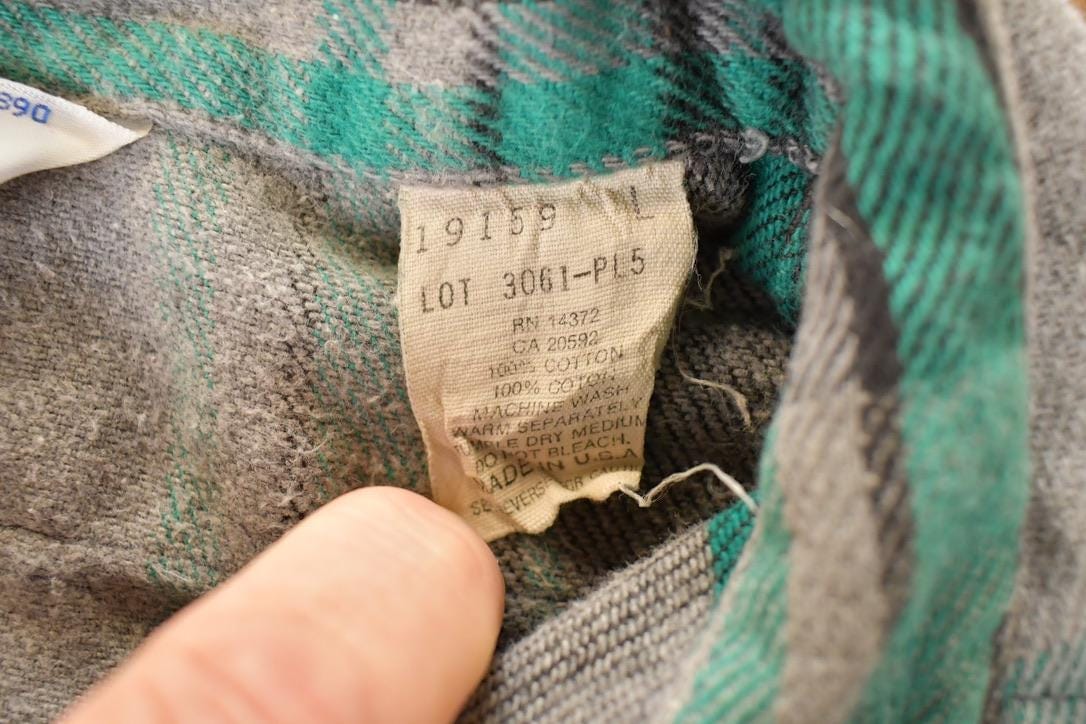 D69
19159 L
LOT 3061-PL5
RN 14372
CA 20592
100% COTTON
100% COTON
MACHINE WASH
WARM SEPARATELY
DRY MEDIUM
DO NOT BLEACH.
MADE IN U.S.A